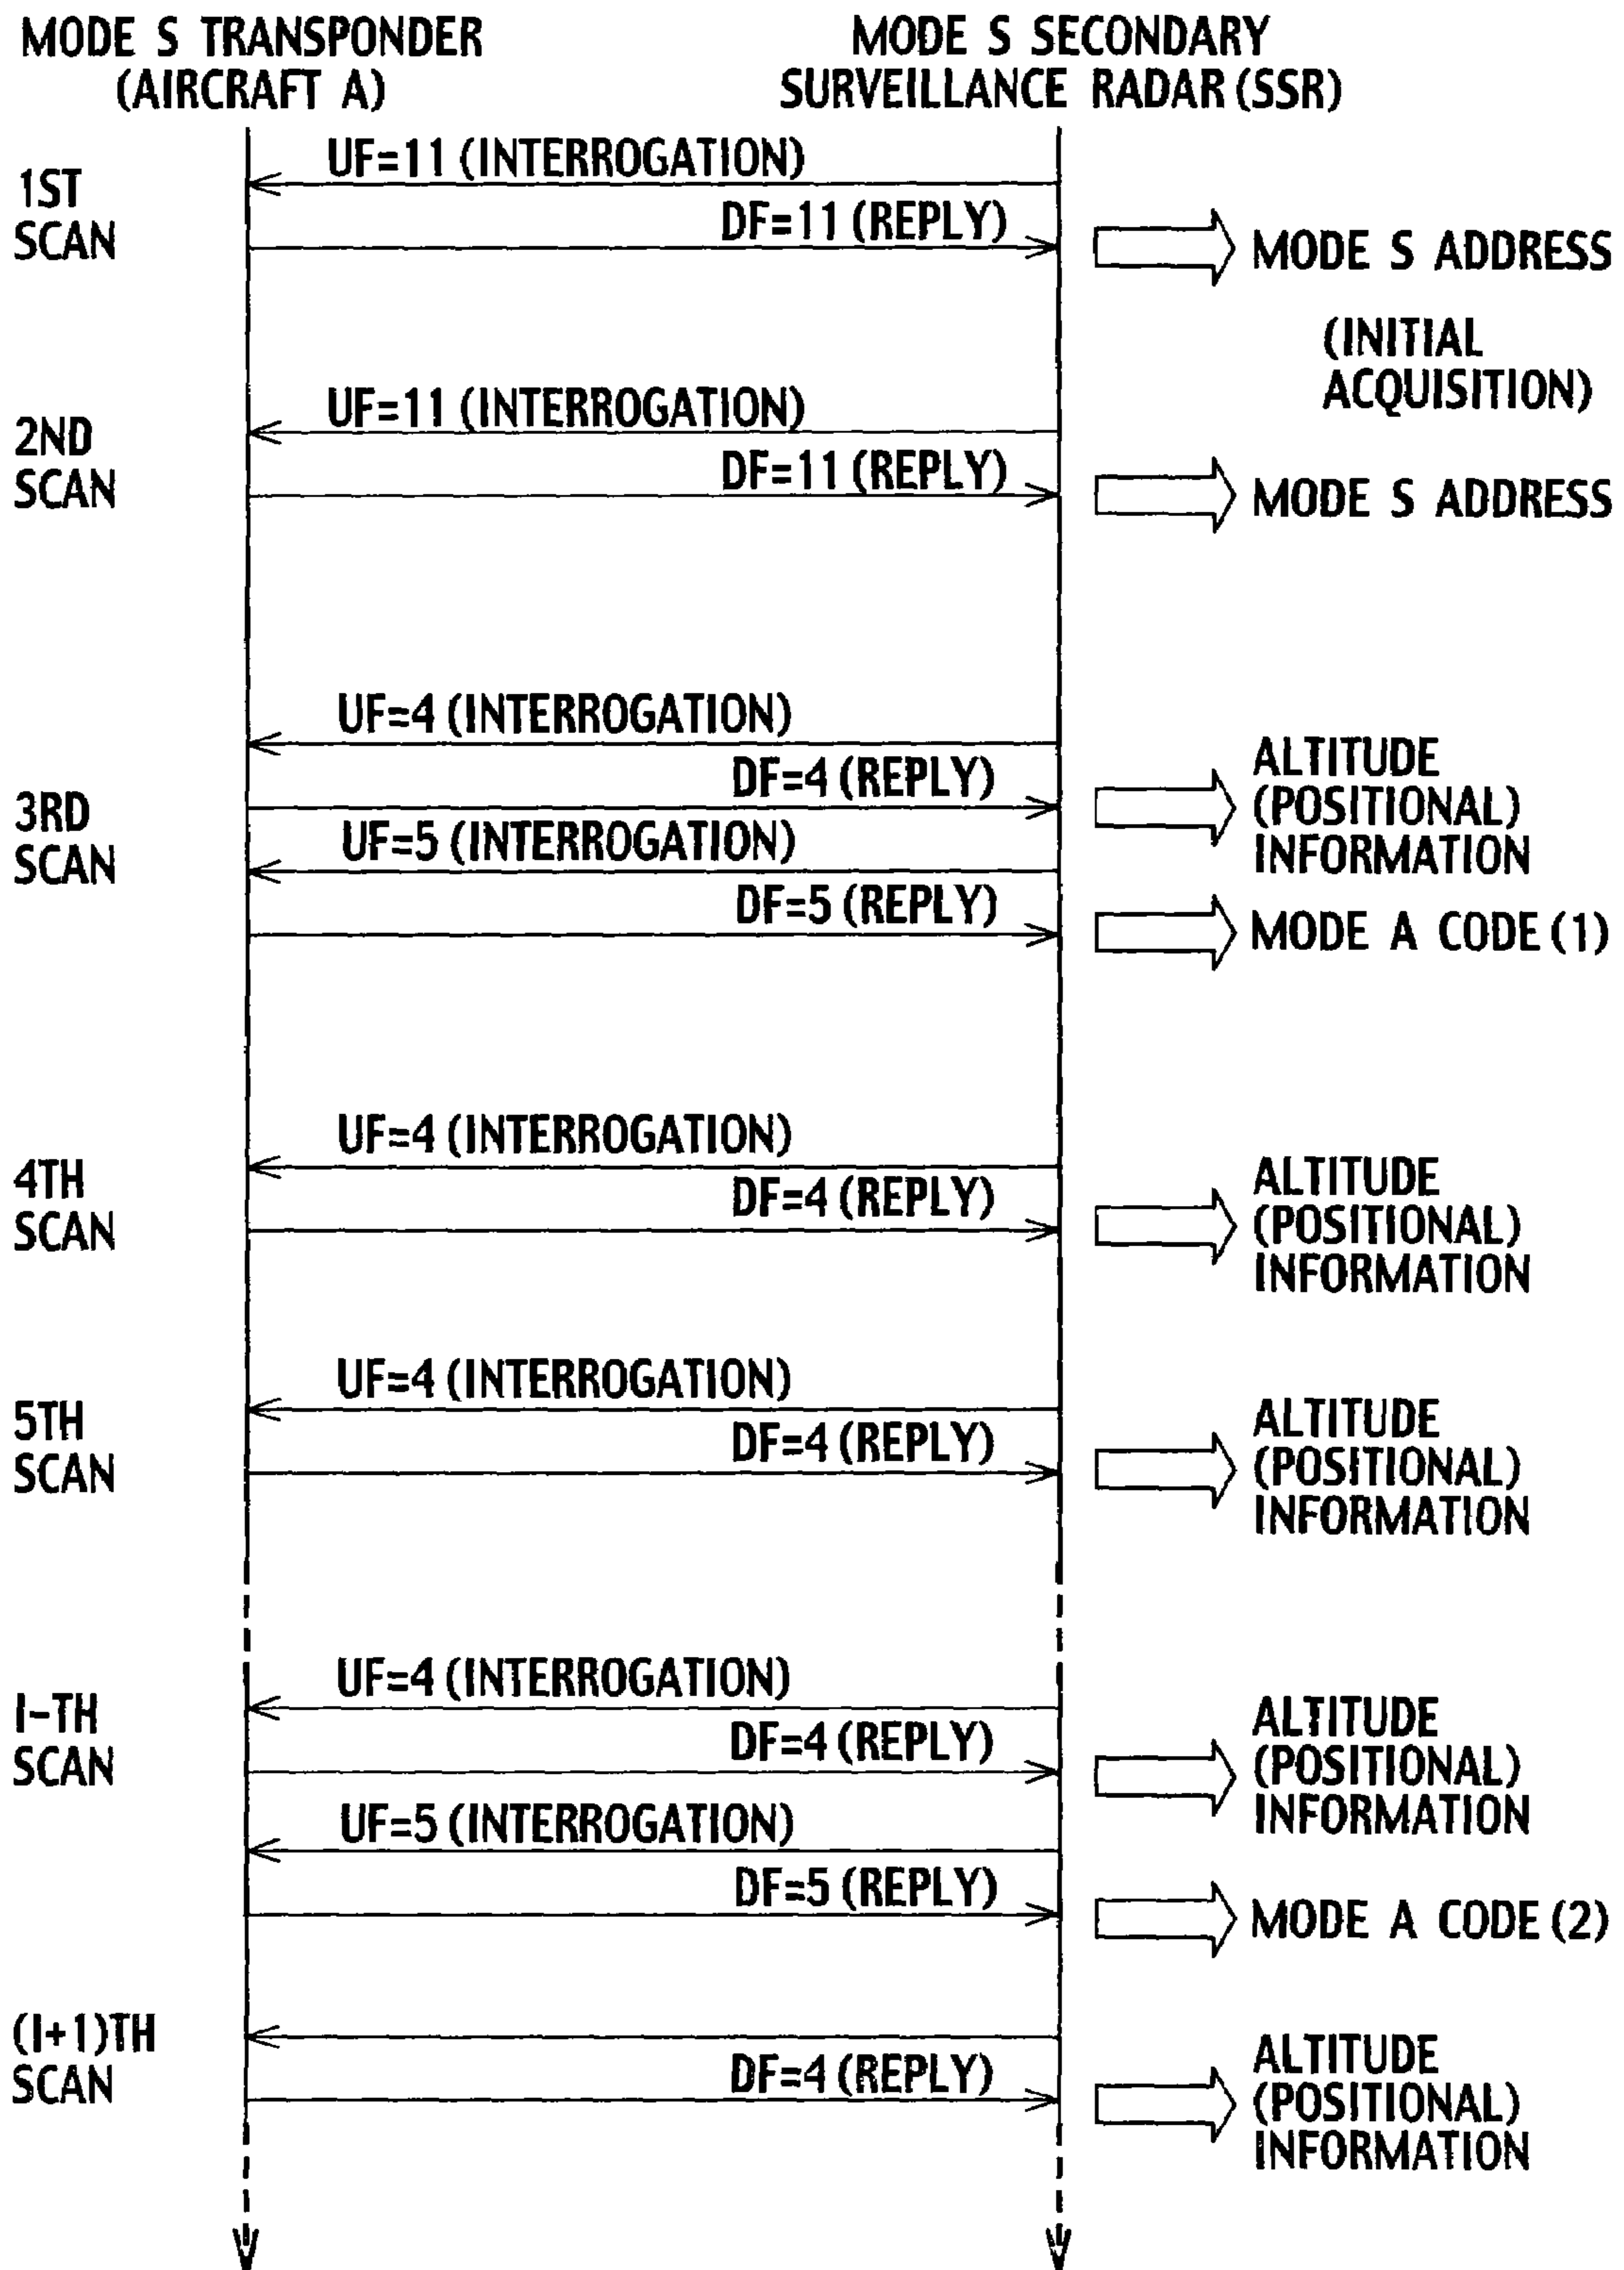 MODE S TRANSPONDER
(AIRCRAFT A)
MODE S SECONDARY
SURVEILLANCE RADAR (SSR)
1ST
SCAN
UF=11 (INTERROGATION)
DF=11 (REPLY)
MODE S ADDRESS
(INITIAL
ACQUISITION)
2ND
SCAN
UF=11 (INTERROGATION)
DF=11 (REPLY)
MODE S ADDRESS
3RD
SCAN
UF=4 (INTERROGATION)
DF=4 (REPLY)
ALTITUDE
(POSITIONAL)
INFORMATION
UF=5 (INTERROGATION)
DF=5 (REPLY)
MODE A CODE (1)
4TH
SCAN
UF=4 (INTERROGATION)
DF=4 (REPLY)
ALTITUDE
(POSITIONAL)
INFORMATION
5TH
SCAN
UF=4 (INTERROGATION)
DF=4 (REPLY)
ALTITUDE
(POSITIONAL)
INFORMATION
I-TH
SCAN
UF=4 (INTERROGATION)
DF=4 (REPLY)
ALTITUDE
(POSITIONAL)
INFORMATION
UF=5 (INTERROGATION)
DF=5 (REPLY)
MODE A CODE (2)
(I+1)TH
SCAN
DF=4 (REPLY)
ALTITUDE
(POSITIONAL)
INFORMATION